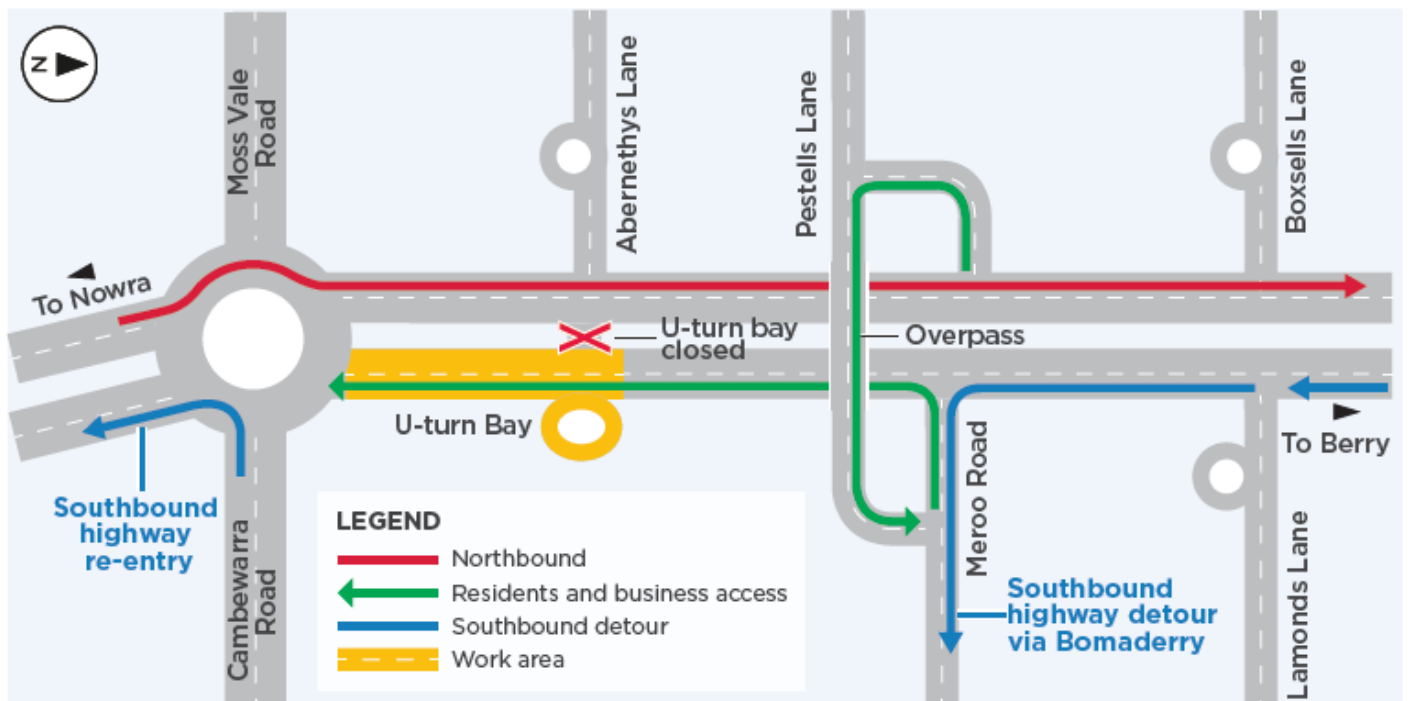 N
Moss Vale
Road
Abernethys Lane
Pestells Lane
Boxsells Lane
To Nowra
U-turn bay
closed
Overpass
U-turn Bay
To Berry
Southbound
highway
re-entry
Cambewarra
Road
Meroo Road
Lamonds Lane
Southbound
highway detour
via Bomaderry
LEGEND
Northbound
Residents and business access
Southbound detour
Work area